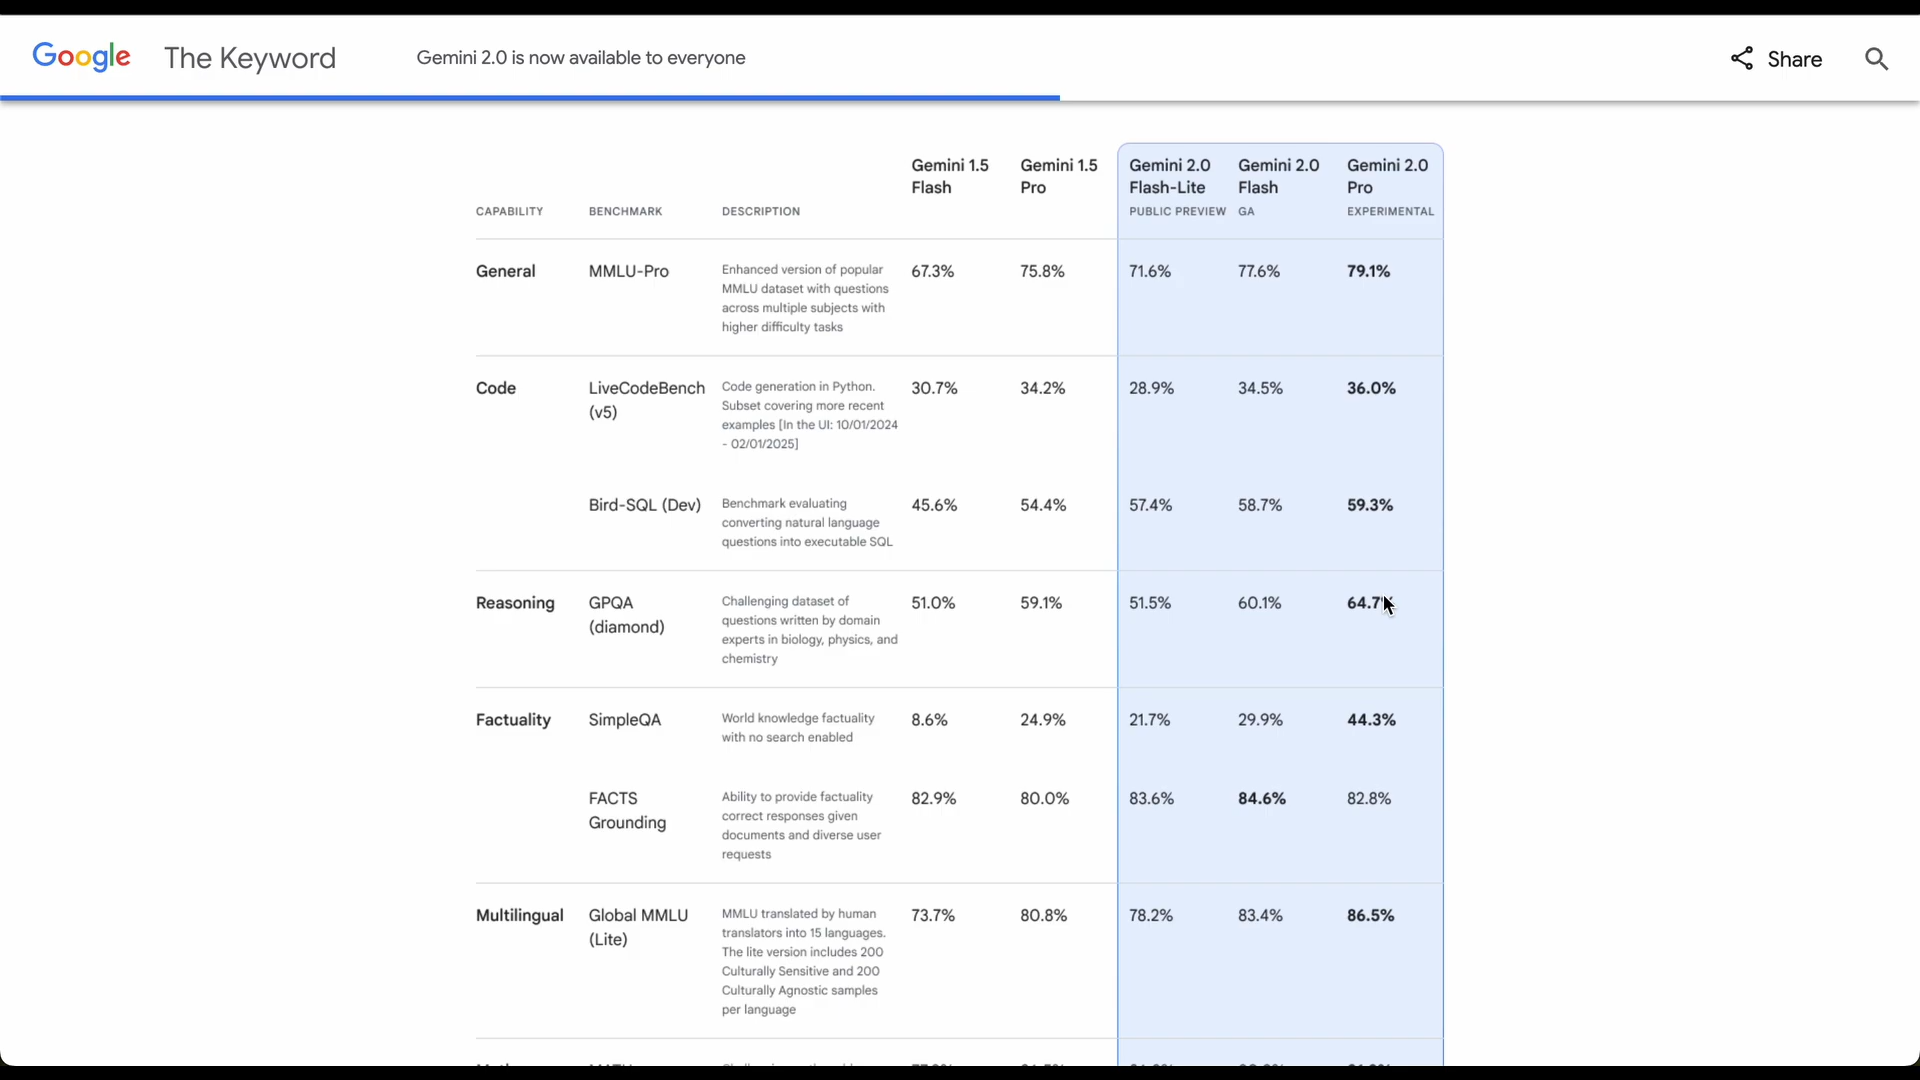 Google The Keyword Gemini 2.0 is now available to everyone Share
Gemini 1.5 Flash Gemini 1.5 Pro Gemini 2.0 Flash-Lite Gemini 2.0 Flash Gemini 2.0 Pro
CAPABILITY BENCHMARK DESCRIPTION PUBLIC PREVIEW GA EXPERIMENTAL
General MMLU-Pro Enhanced version of popular 67.3% 75.8% 71.6% 77.6% 79.1%
MMLU dataset with questions
across multiple subjects with
higher difficulty tasks
Code LiveCodeBench Code generation in Python. 30.7% 34.2% 28.9% 34.5% 36.0%
(v5) Subset covering more recent
examples [In the UI: 10/01/2024
- 02/01/2025]
Bird-SQL (Dev) Benchmark evaluating 45.6% 54.4% 57.4% 58.7% 59.3%
converting natural language
questions into executable SQL
Reasoning GPQA Challenging dataset of 51.0% 59.1% 51.5% 60.1% 64.7%
(diamond) questions written by domain
experts in biology, physics, and
chemistry
Factuality SimpleQA World knowledge factuality 8.6% 24.9% 21.7% 29.9% 44.3%
with no search enabled
FACTS Ability to provide factuality 82.9% 80.0% 83.6% 84.6% 82.8%
Grounding correct responses given
documents and diverse user
requests
Multilingual Global MMLU MMLU translated by human 73.7% 80.8% 78.2% 83.4% 86.5%
(Lite) translators into 15 languages.
The lite version includes 200
Culturally Sensitive and 200
Culturally Agnostic samples
per language